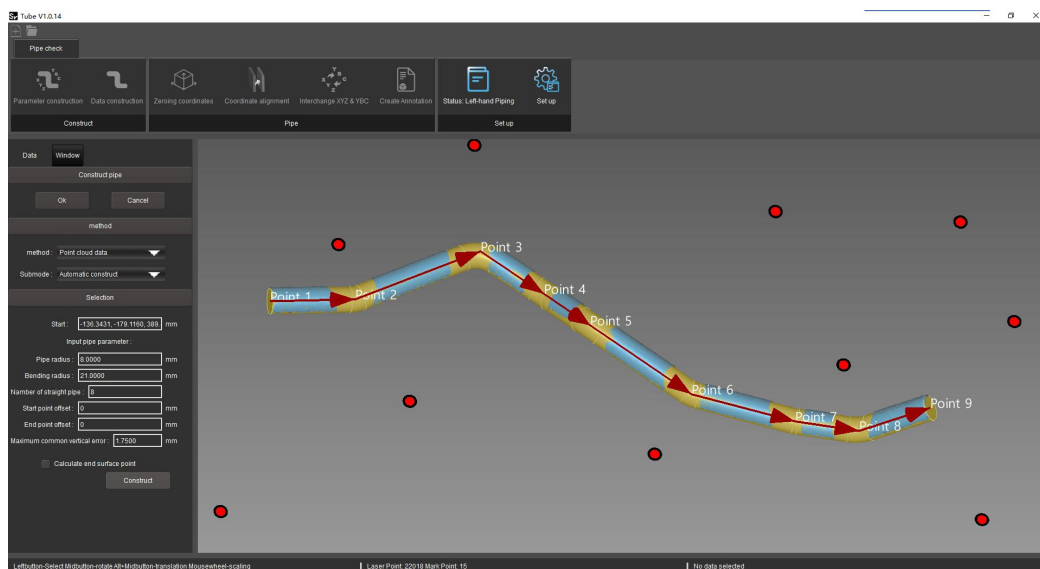 Tube V1.0.14
Pipe check
Parameter construction Data construction Zeroing coordinates Coordinate alignment Interchange XYZ & YBC Create Annotation Status: Left-hand Piping Set up
Construct Pipe Set up
Data Window
Construct pipe
Ok Cancel
method
method : Point cloud data
Submode : Automatic construct
Selection
Start : -136.3431, -179.1160, 389. mm
Input pipe parameter :
Pipe radius : 8.0000 mm
Bending radius : 21.0000 mm
Namber of straight pipe : 8
Start point offset : 0 mm
End point offset : 0 mm
Maximum common vertical error : 1.7500 mm
Calculate end surface point
Construct
Point 1
Point 2
Point 3
Point 4
Point 5
Point 6
Point 7
Point 8
Point 9
Leftbutton-Select Midbutton-rotate Alt+Midbutton-translation Mousewheel-scaling Laser Point: 22018 Mark Point: 15 No data selected